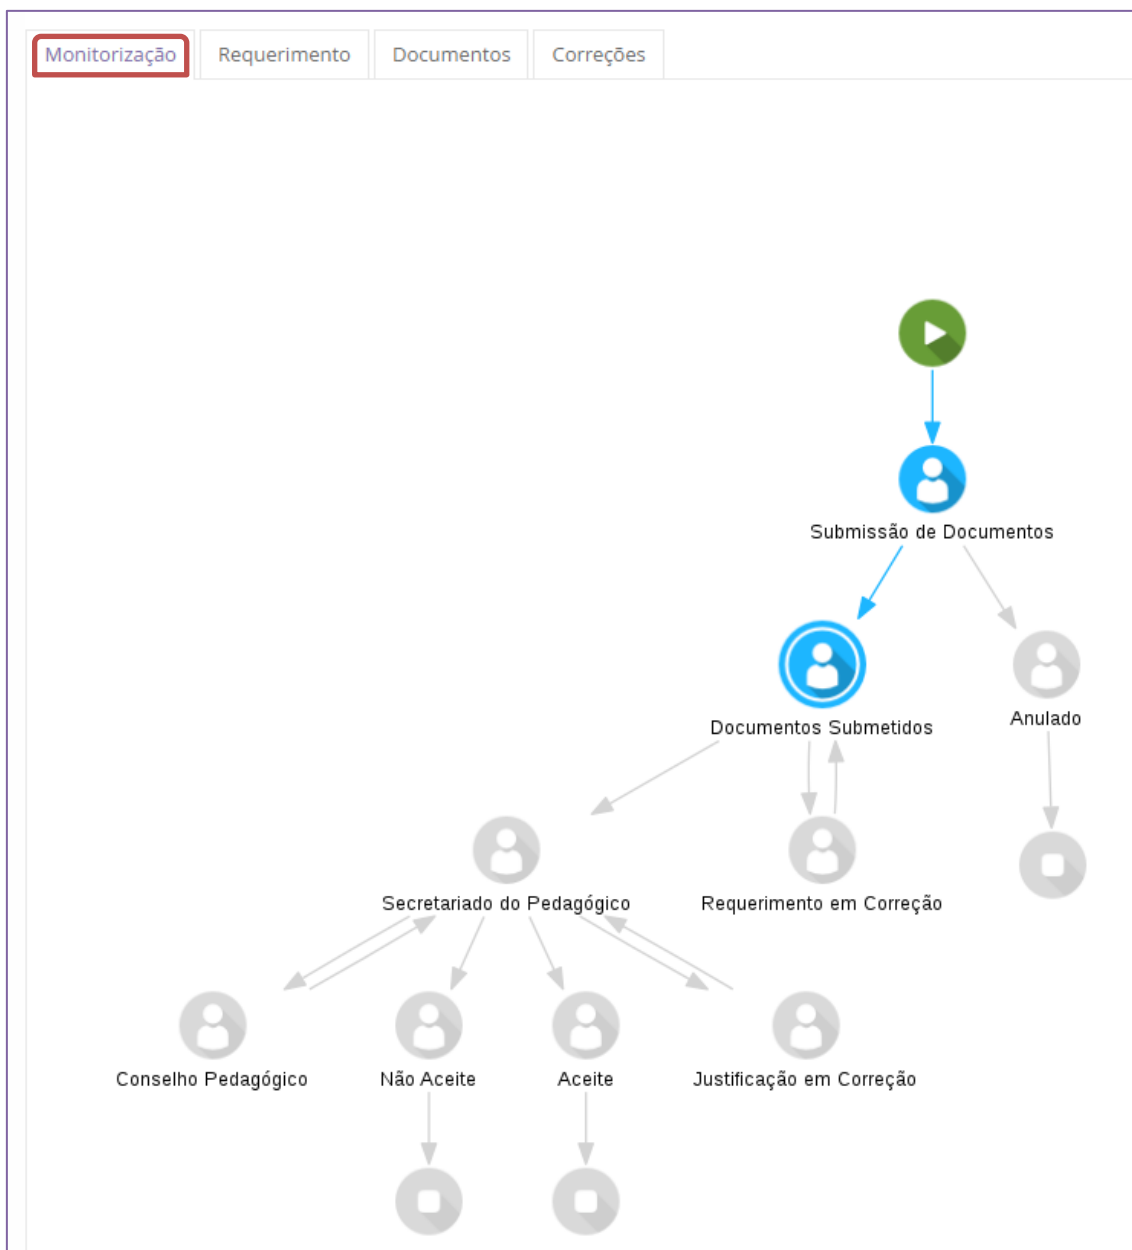 Monitorização
Requerimento
Documentos
Correções
Submissão de Documentos
Documentos Submetidos
Anulado
Secretariado do Pedagógico
Requerimento em Correção
Conselho Pedagógico
Não Aceite
Aceite
Justificação em Correção